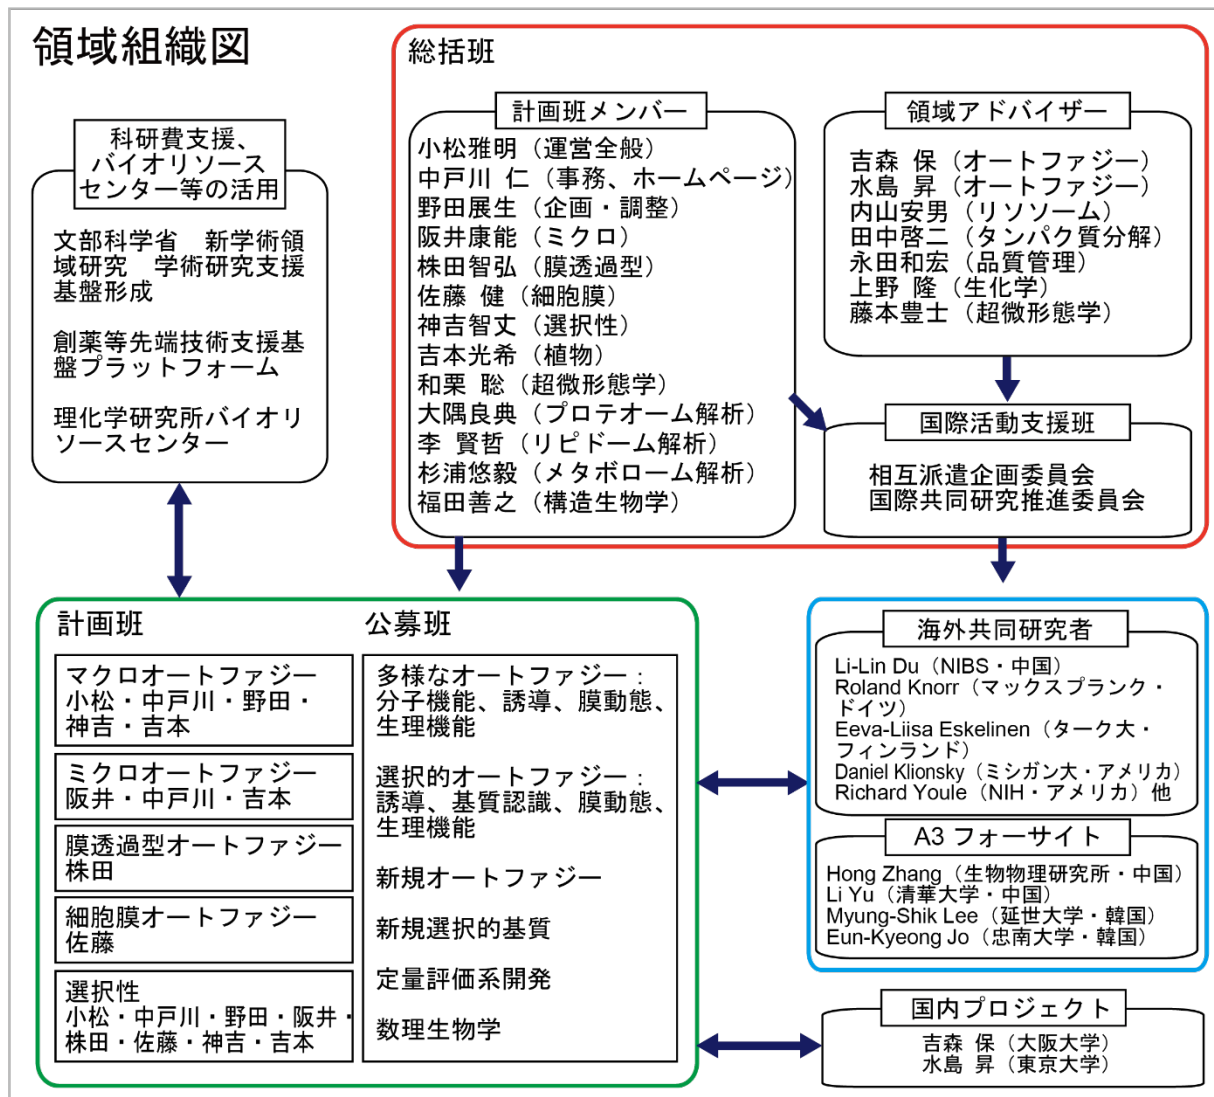 領域組織図
科研費支援、
バイオリソース
センター等の活用
文部科学省　新学術領
域研究　学術研究支援
基盤形成
創薬等先端技術支援基
盤プラットフォーム
理化学研究所バイオリ
ソースセンター
総括班
計画班メンバー
小松雅明（運営全般）
中戸川 仁（事務、ホームページ）
野田展生（企画・調整）
阪井康能（ミクロ）
株田智弘（膜透過型）
佐藤 健（細胞膜）
神吉智丈（選択性）
吉本光希（植物）
和栗 聡（超微形態学）
大隅良典（プロテオーム解析）
李 賢哲（リピドーム解析）
杉浦悠毅（メタボローム解析）
福田善之（構造生物学）
領域アドバイザー
吉森 保（オートファジー）
水島 昇（オートファジー）
内山安男（リソソーム）
田中啓二（タンパク質分解）
永田和宏（品質管理）
上野 隆（生化学）
藤本豊士（超微形態学）
国際活動支援班
相互派遣企画委員会
国際共同研究推進委員会
計画班
マクロオートファジー
小松・中戸川・野田・
神吉・吉本
ミクロオートファジー
阪井・中戸川・吉本
膜透過型オートファジー
株田
細胞膜オートファジー
佐藤
選択性
小松・中戸川・野田・阪井・
株田・佐藤・神吉・吉本
公募班
多様なオートファジー：
分子機能、誘導、膜動態、
生理機能
選択的オートファジー：
誘導、基質認識、膜動態、
生理機能
新規オートファジー
新規選択的基質
定量評価系開発
数理生物学
海外共同研究者
Li-Lin Du（NIBS・中国）
Roland Knorr（マックスプランク・
ドイツ）
Eeva-Liisa Eskelinen（ターク大・
フィンランド）
Daniel Klionsky（ミシガン大・アメリカ）
Richard Youle（NIH・アメリカ）他
A3 フォーサイト
Hong Zhang（生物物理研究所・中国）
Li Yu（清華大学・中国）
Myung-Shik Lee（延世大学・韓国）
Eun-Kyeong Jo（忠南大学・韓国）
国内プロジェクト
吉森 保（大阪大学）
水島 昇（東京大学）